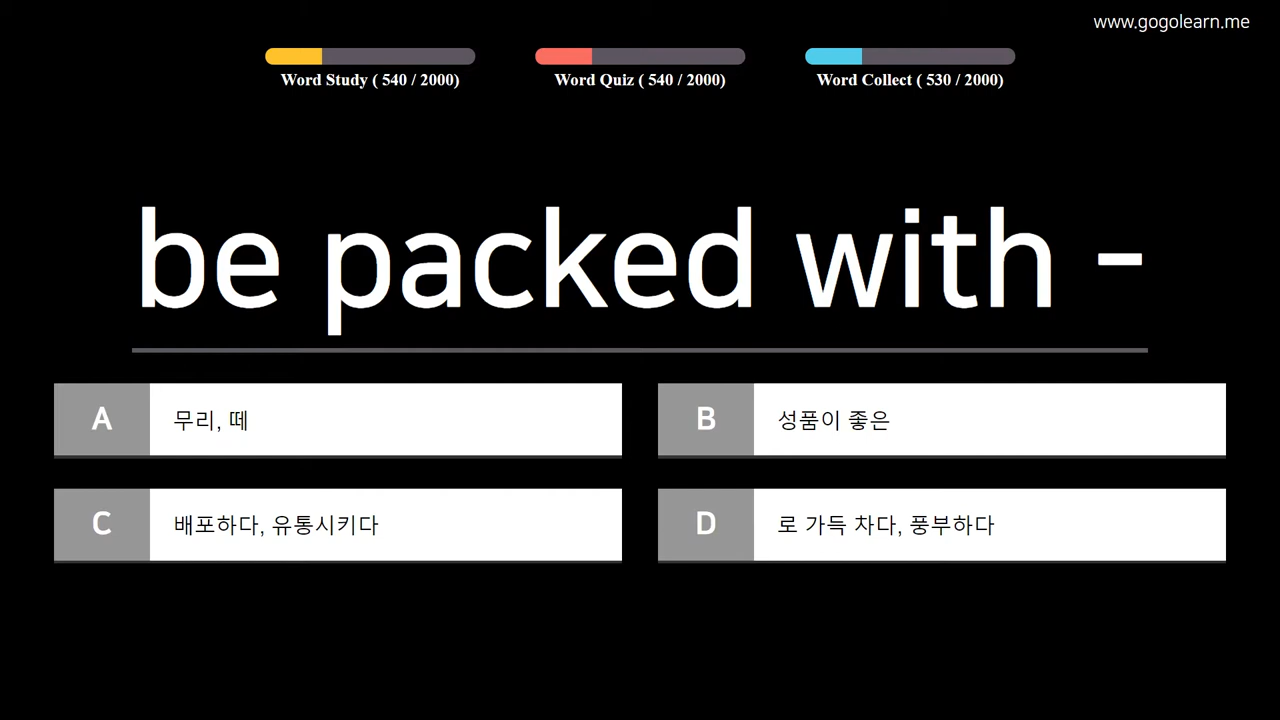 www.gogolearn.me
Word Study ( 540 / 2000)
Word Quiz ( 540 / 2000)
Word Collect ( 530 / 2000)
be packed with -
A 무리, 떼
B 성품이 좋은
C 배포하다, 유통시키다
D 로 가득 차다, 풍부하다